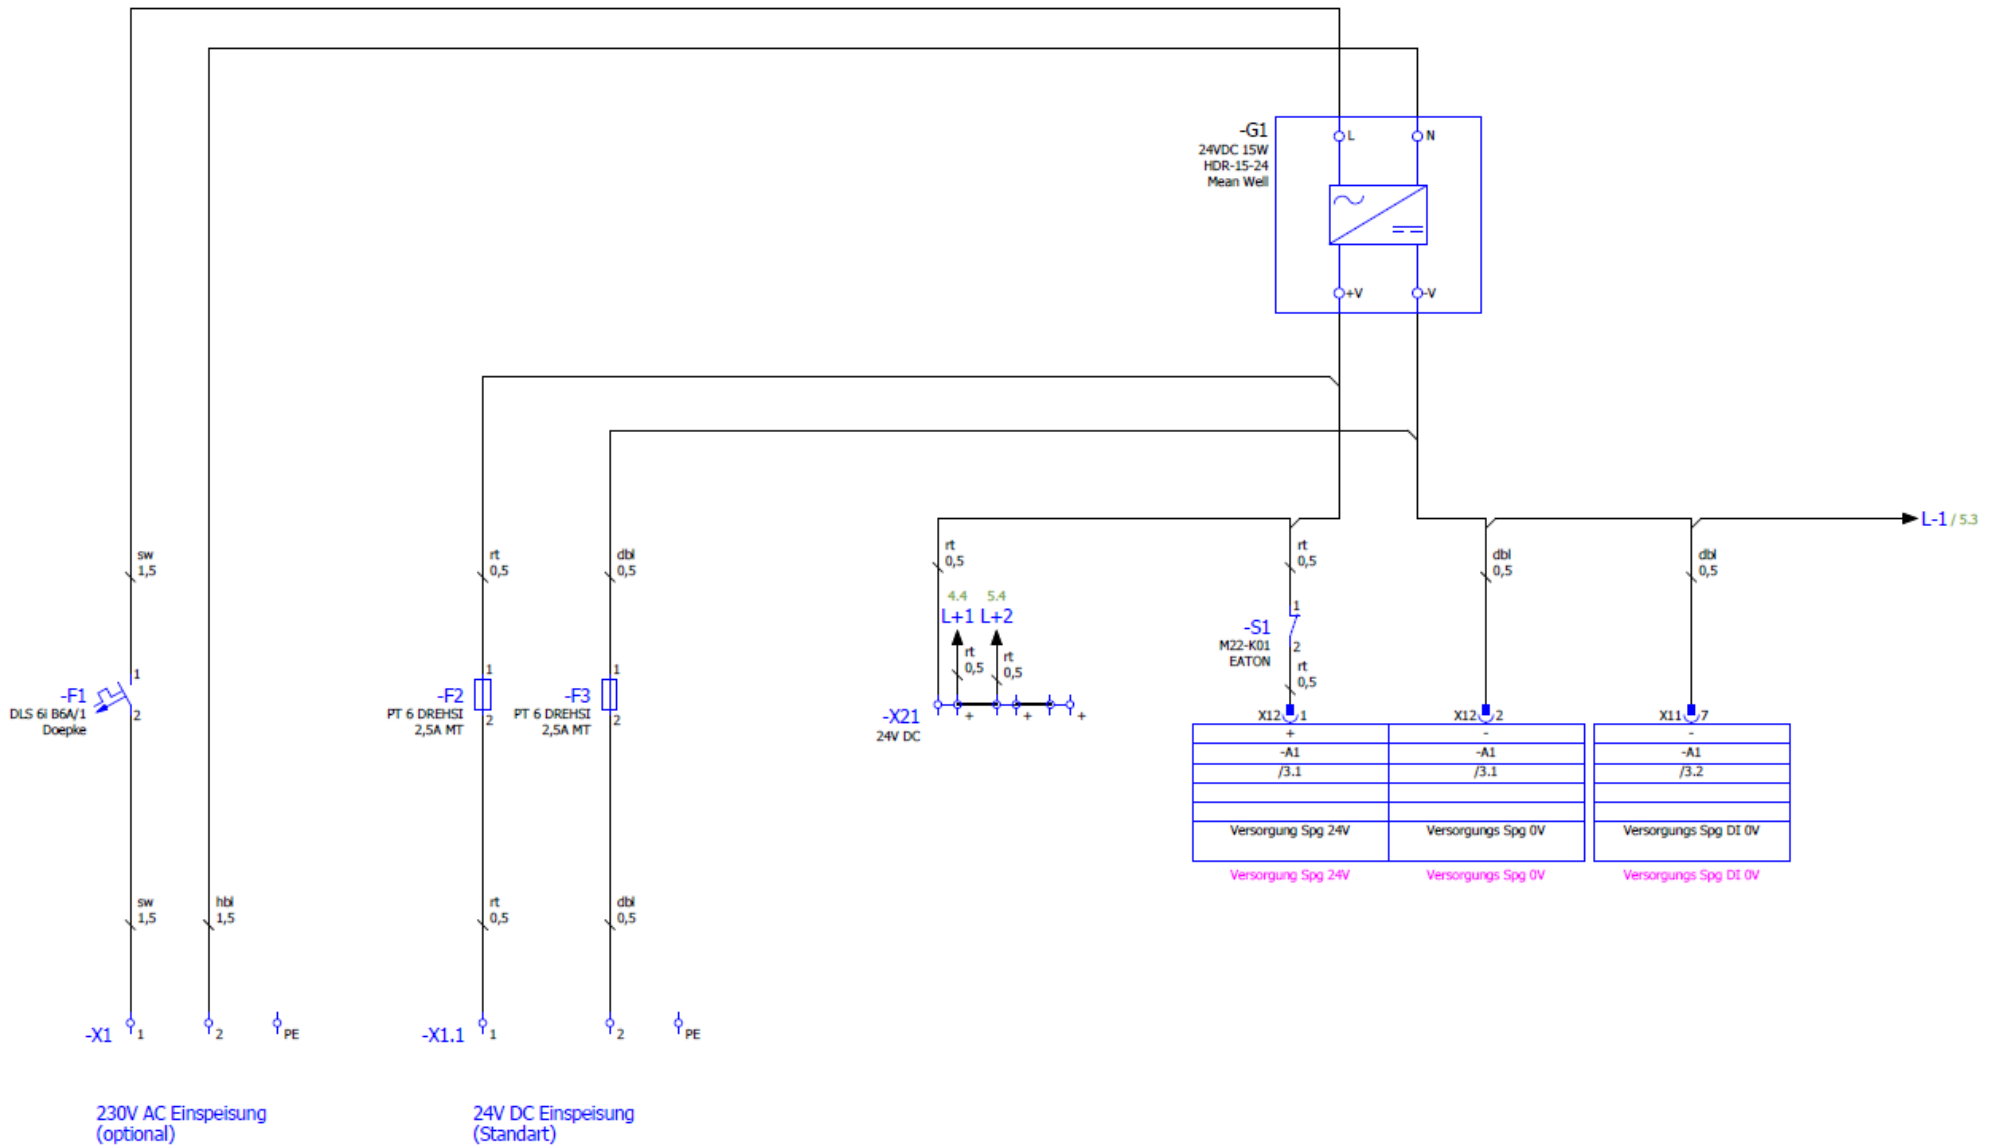 -G1
24VDC 15W
HDR-15-24
Mean Well
L
N
+V
-V
L-1 / 5.3
sw
1,5
rt
0,5
dbl
0,5
rt
0,5
rt
0,5
dbl
0,5
dbl
0,5
4.4
5.4
L+1
L+2
rt
0,5
rt
0,5
1
-S1
M22-K01
EATON
2
rt
0,5
1
-F1
DLS 6I B6A/1
Doepke
2
1
-F2
PT 6 DREHSI
2,5A MT
2
1
-F3
PT 6 DREHSI
2,5A MT
2
-X21
24V DC
+
+
+
X12
1
X12
2
X11
7
+
-
-
-A1
-A1
-A1
/3.1
/3.1
/3.2
Versorgung Spg 24V
Versorgungs Spg 0V
Versorgungs Spg DI 0V
Versorgung Spg 24V
Versorgungs Spg 0V
Versorgungs Spg DI 0V
sw
1,5
hbl
1,5
rt
0,5
dbl
0,5
-X1
1
2
PE
-X1.1
1
2
PE
230V AC Einspeisung
(optional)
24V DC Einspeisung
(Standart)